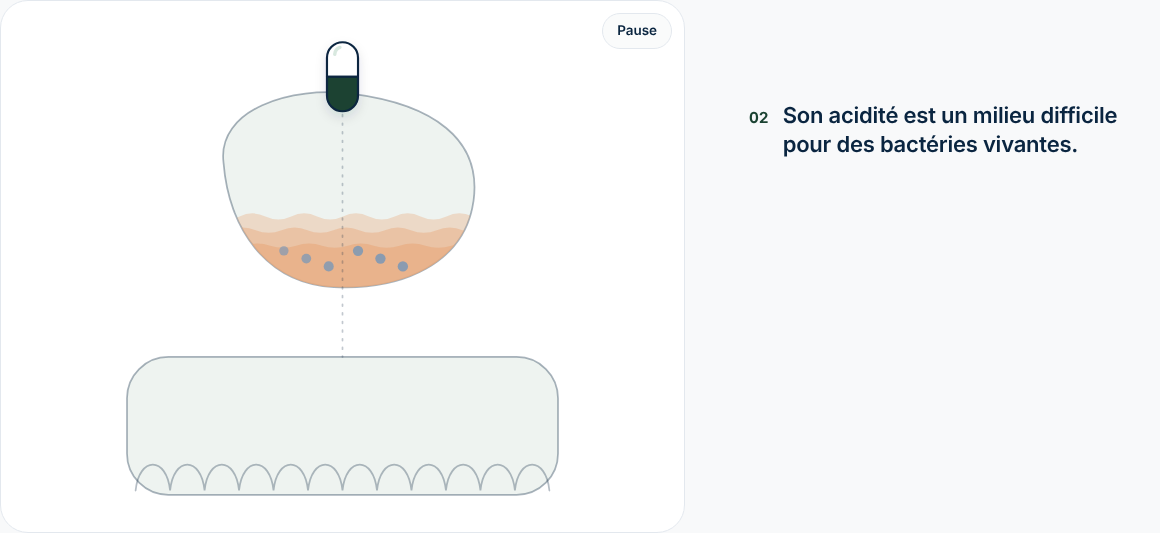 Pause
02 Son acidité est un milieu difficile
pour des bactéries vivantes.